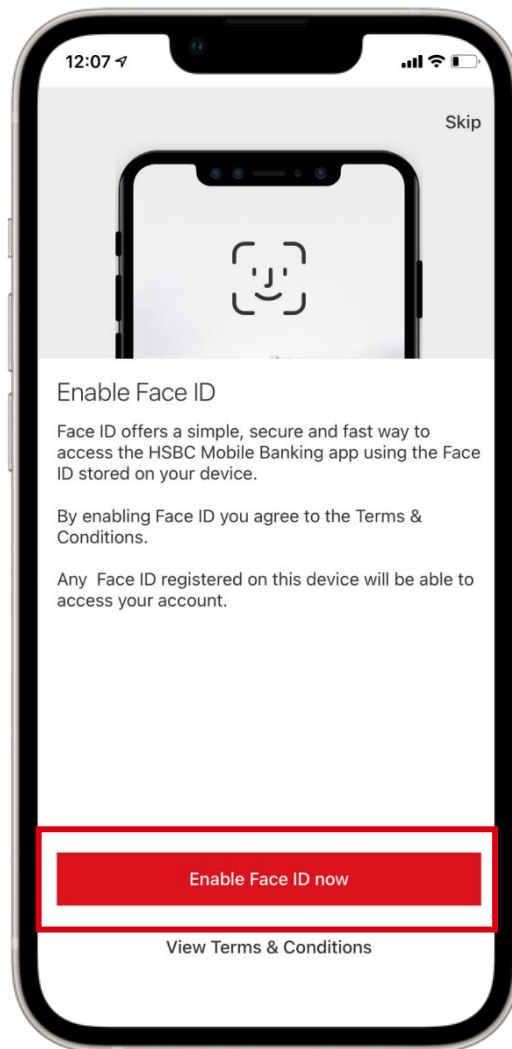 12:07
Skip
Enable Face ID
Face ID offers a simple, secure and fast way to
access the HSBC Mobile Banking app using the Face
ID stored on your device.
By enabling Face ID you agree to the Terms &
Conditions.
Any  Face ID registered on this device will be able to
access your account.
Enable Face ID now
View Terms & Conditions